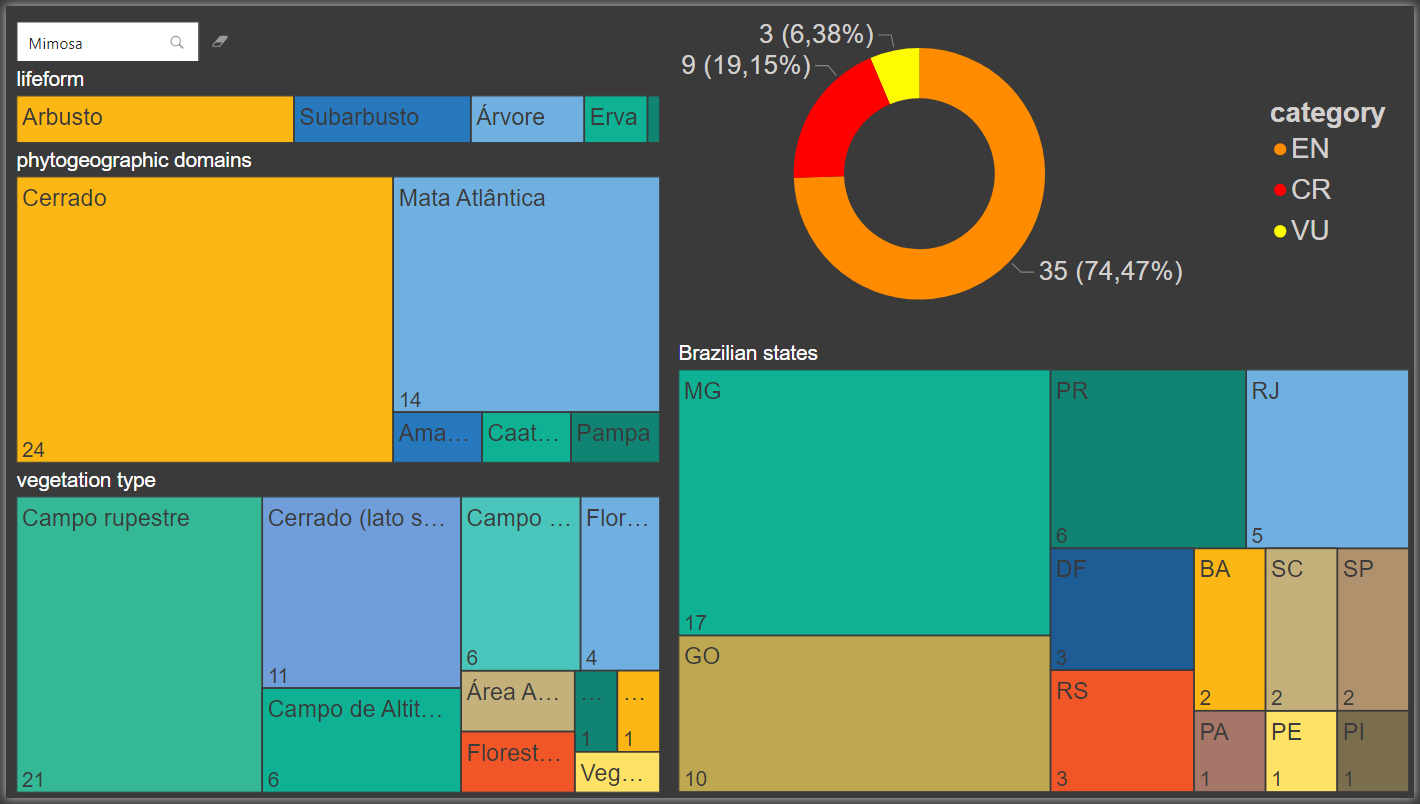 Mimosa
lifeform
Arbusto
Subarbusto
Árvore
Erva
phytogeographic domains
Cerrado
24
Mata Atlântica
14
Ama…
Caat…
Pampa
vegetation type
Campo rupestre
21
Cerrado (lato s…
11
Campo de Altit…
6
Campo …
6
Flor…
4
Área A…
Florest…
…
1
…
1
Veg…
3 (6,38%)
9 (19,15%)
35 (74,47%)
category
EN
CR
VU
Brazilian states
MG
17
GO
10
PR
6
RJ
5
DF
3
RS
3
BA
2
SC
2
SP
2
PA
1
PE
1
PI
1